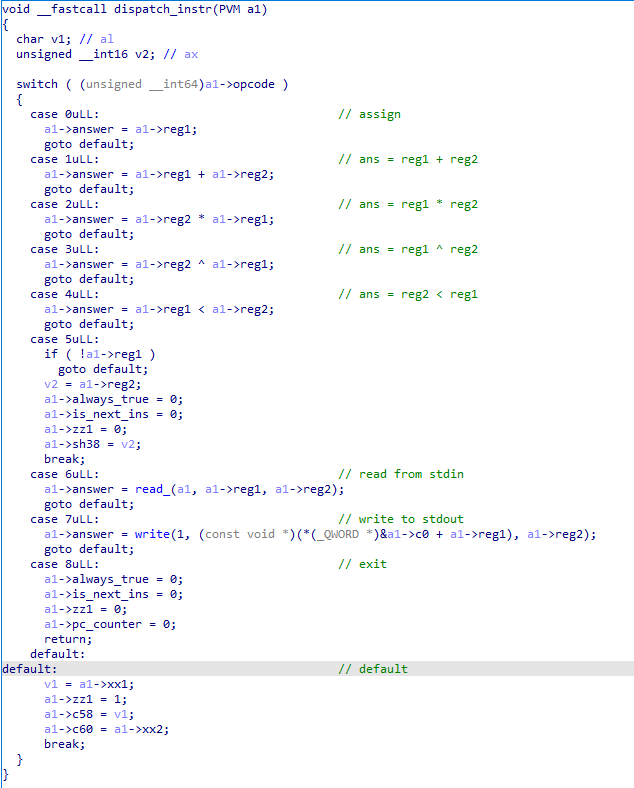 void __fastcall dispatch_instr(PVM a1)
{
  char v1; // al
  unsigned __int16 v2; // ax

  switch ( (unsigned __int64)a1->opcode )
  {
    case 0uLL:                                  // assign
      a1->answer = a1->reg1;
      goto default;
    case 1uLL:                                  // ans = reg1 + reg2
      a1->answer = a1->reg1 + a1->reg2;
      goto default;
    case 2uLL:                                  // ans = reg1 * reg2
      a1->answer = a1->reg2 * a1->reg1;
      goto default;
    case 3uLL:                                  // ans = reg1 ^ reg2
      a1->answer = a1->reg2 ^ a1->reg1;
      goto default;
    case 4uLL:                                  // ans = reg2 < reg1
      a1->answer = a1->reg1 < a1->reg2;
      goto default;
    case 5uLL:
      if ( !a1->reg1 )
        goto default;
      v2 = a1->reg2;
      a1->always_true = 0;
      a1->is_next_ins = 0;
      a1->zz1 = 0;
      a1->sh38 = v2;
      break;
    case 6uLL:                                  // read from stdin
      a1->answer = read_(a1, a1->reg1, a1->reg2);
      goto default;
    case 7uLL:                                  // write to stdout
      a1->answer = write(1, (const void *)(*(_QWORD *)&a1->c0 + a1->reg1), a1->reg2);
      goto default;
    case 8uLL:                                  // exit
      a1->always_true = 0;
      a1->is_next_ins = 0;
      a1->zz1 = 0;
      a1->pc_counter = 0;
      return;
    default:
default:                                        // default
      v1 = a1->xx1;
      a1->zz1 = 1;
      a1->c58 = v1;
      a1->c60 = a1->xx2;
      break;
  }
}